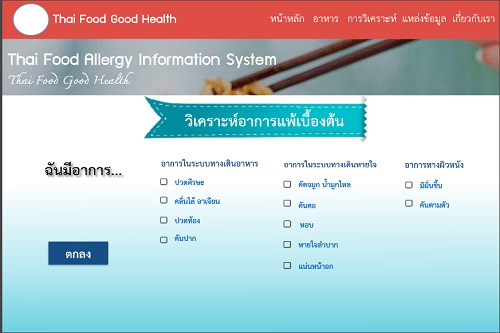 Thai Food Good Health
หน้าหลัก อาหาร การวิเคราะห์ แหล่งข้อมูล เกี่ยวกับเรา
Thai Food Allergy Information System
Thai Food Good Health
วิเคราะห์อาการแพ้เบื้องต้น
ฉันมีอาการ...
อาการในระบบทางเดินอาหาร
ปวดศีรษะ
คลื่นไส้ อาเจียน
ปวดท้อง
คันปาก
อาการในระบบทางเดินหายใจ
คัดจมูก น้ำมูกไหล
คันคอ
หอบ
หายใจลำบาก
แน่นหน้าอก
อาการทางผิวหนัง
มีผื่นขึ้น
คันตามตัว
ตกลง